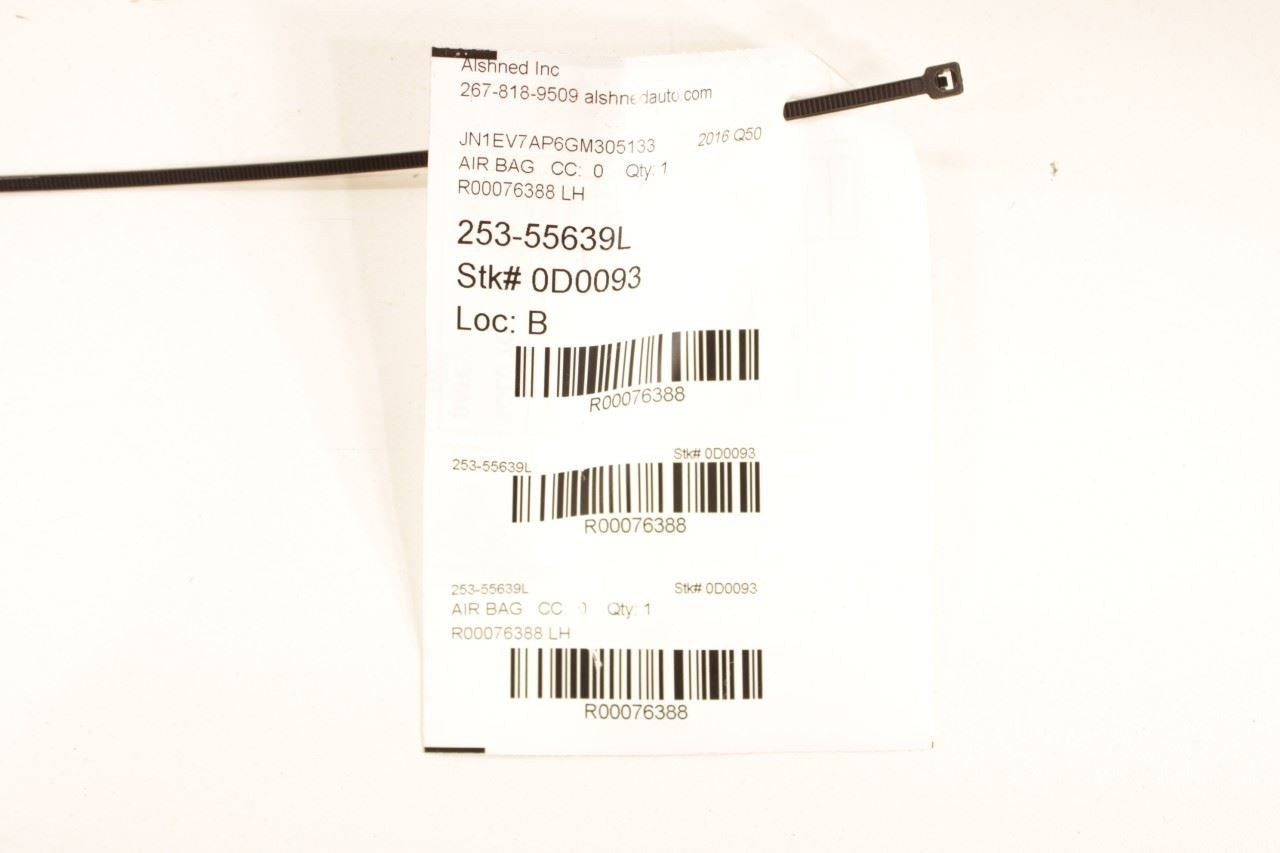 Alshned Inc
267-818-9509 alshnedauto.com
JN1EV7AP6GM305133 2016 Q50
AIR BAG CC: 0 Qty: 1
R00076388 LH
253-55639L
Stk# 0D0093
Loc: B
R00076388
253-55639L Stk# 0D0093
R00076388
253-55639L Stk# 0D0093
AIR BAG CC: 0 Qty: 1
R00076388 LH
R00076388